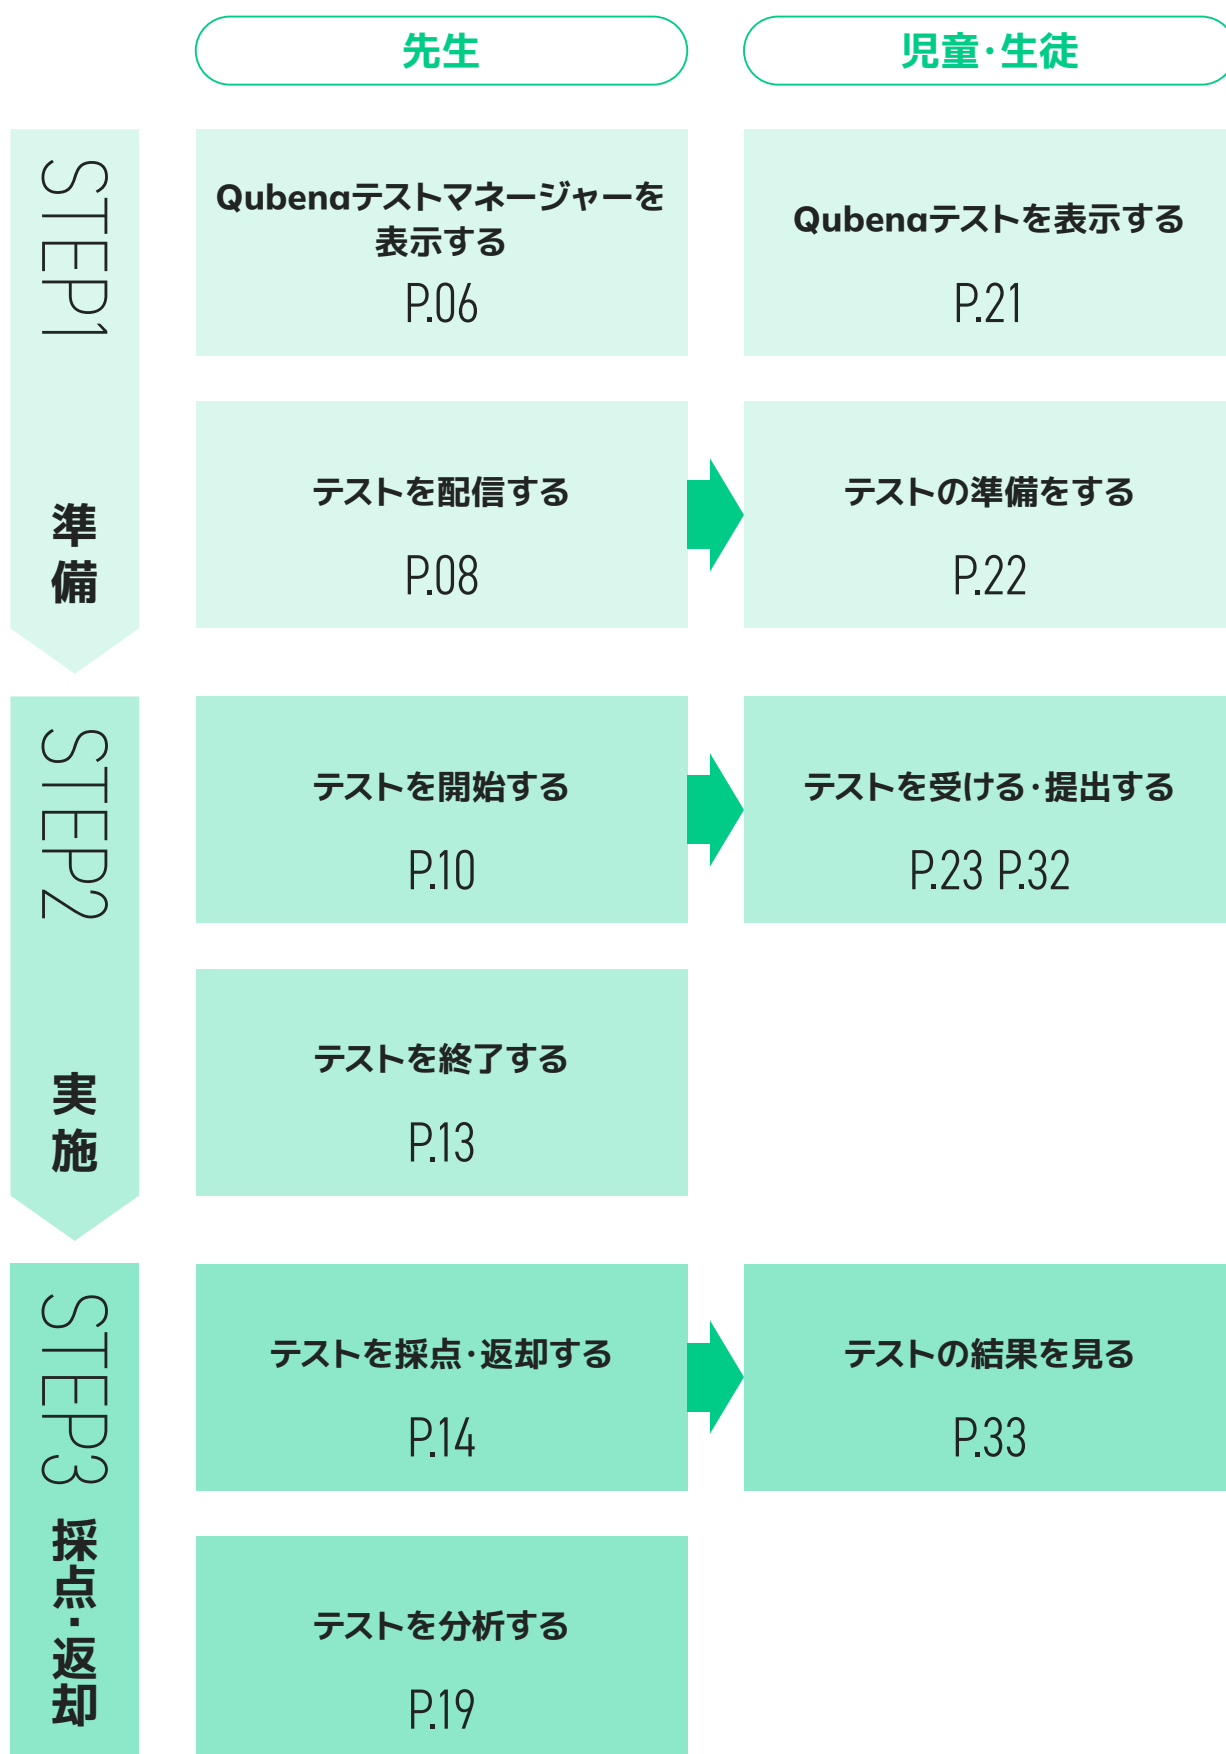 先生
児童・生徒
STEP1
準備
Qubenaテストマネージャーを
表示する
P.06
Qubenaテストを表示する
P.21
テストを配信する
P.08
テストの準備をする
P.22
STEP2
実施
テストを開始する
P.10
テストを受ける・提出する
P.23 P.32
テストを終了する
P.13
STEP3
採点・返却
テストを採点・返却する
P.14
テストの結果を見る
P.33
テストを分析する
P.19